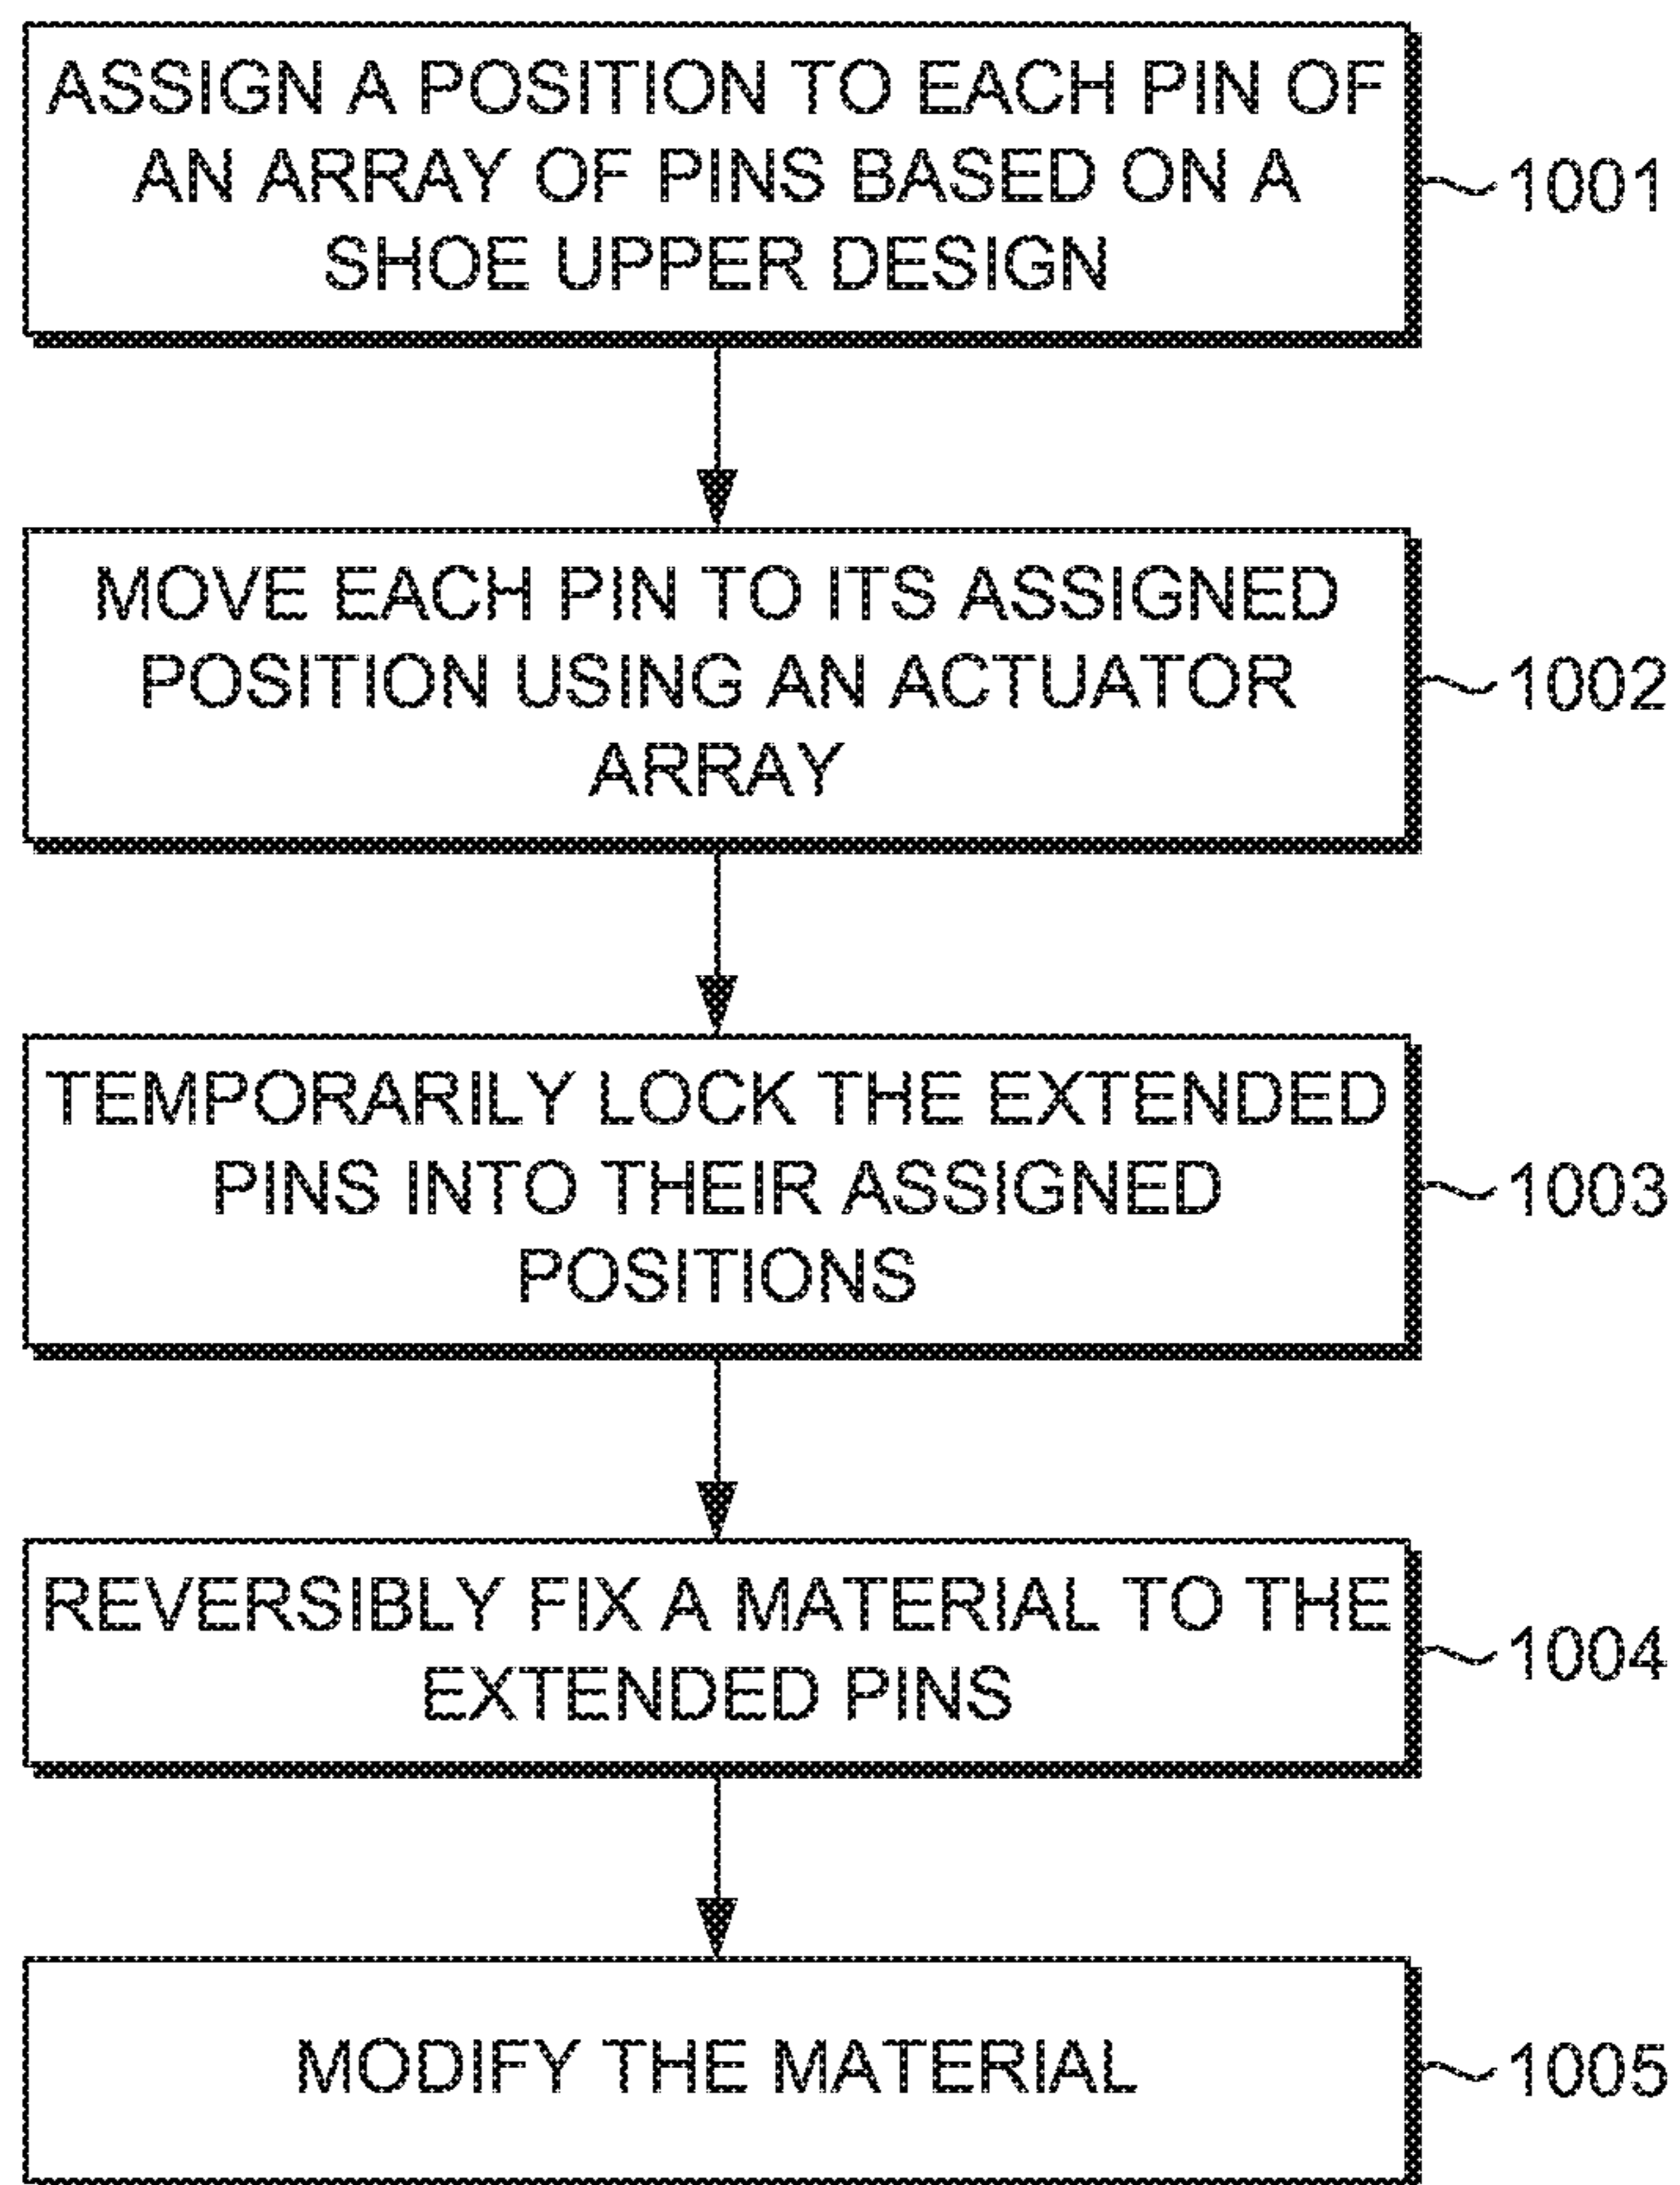 ASSIGN A POSITION TO EACH PIN OF
AN ARRAY OF PINS BASED ON A
SHOE UPPER DESIGN
1001
MOVE EACH PIN TO ITS ASSIGNED
POSITION USING AN ACTUATOR
ARRAY
1002
TEMPORARILY LOCK THE EXTENDED
PINS INTO THEIR ASSIGNED
POSITIONS
1003
REVERSIBLY FIX A MATERIAL TO THE
EXTENDED PINS
1004
MODIFY THE MATERIAL
1005